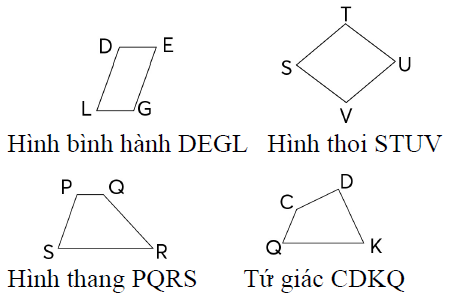 D E
L G
Hình bình hành DEGL
T
S U
V
Hình thoi STUV
P Q
S R
Hình thang PQRS
D
C
Q K
Tứ giác CDKQ